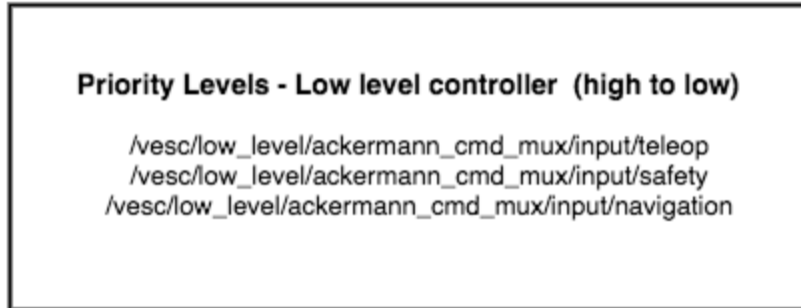 Priority Levels - Low level controller  (high to low)
/vesc/low_level/ackermann_cmd_mux/input/teleop
/vesc/low_level/ackermann_cmd_mux/input/safety
/vesc/low_level/ackermann_cmd_mux/input/navigation